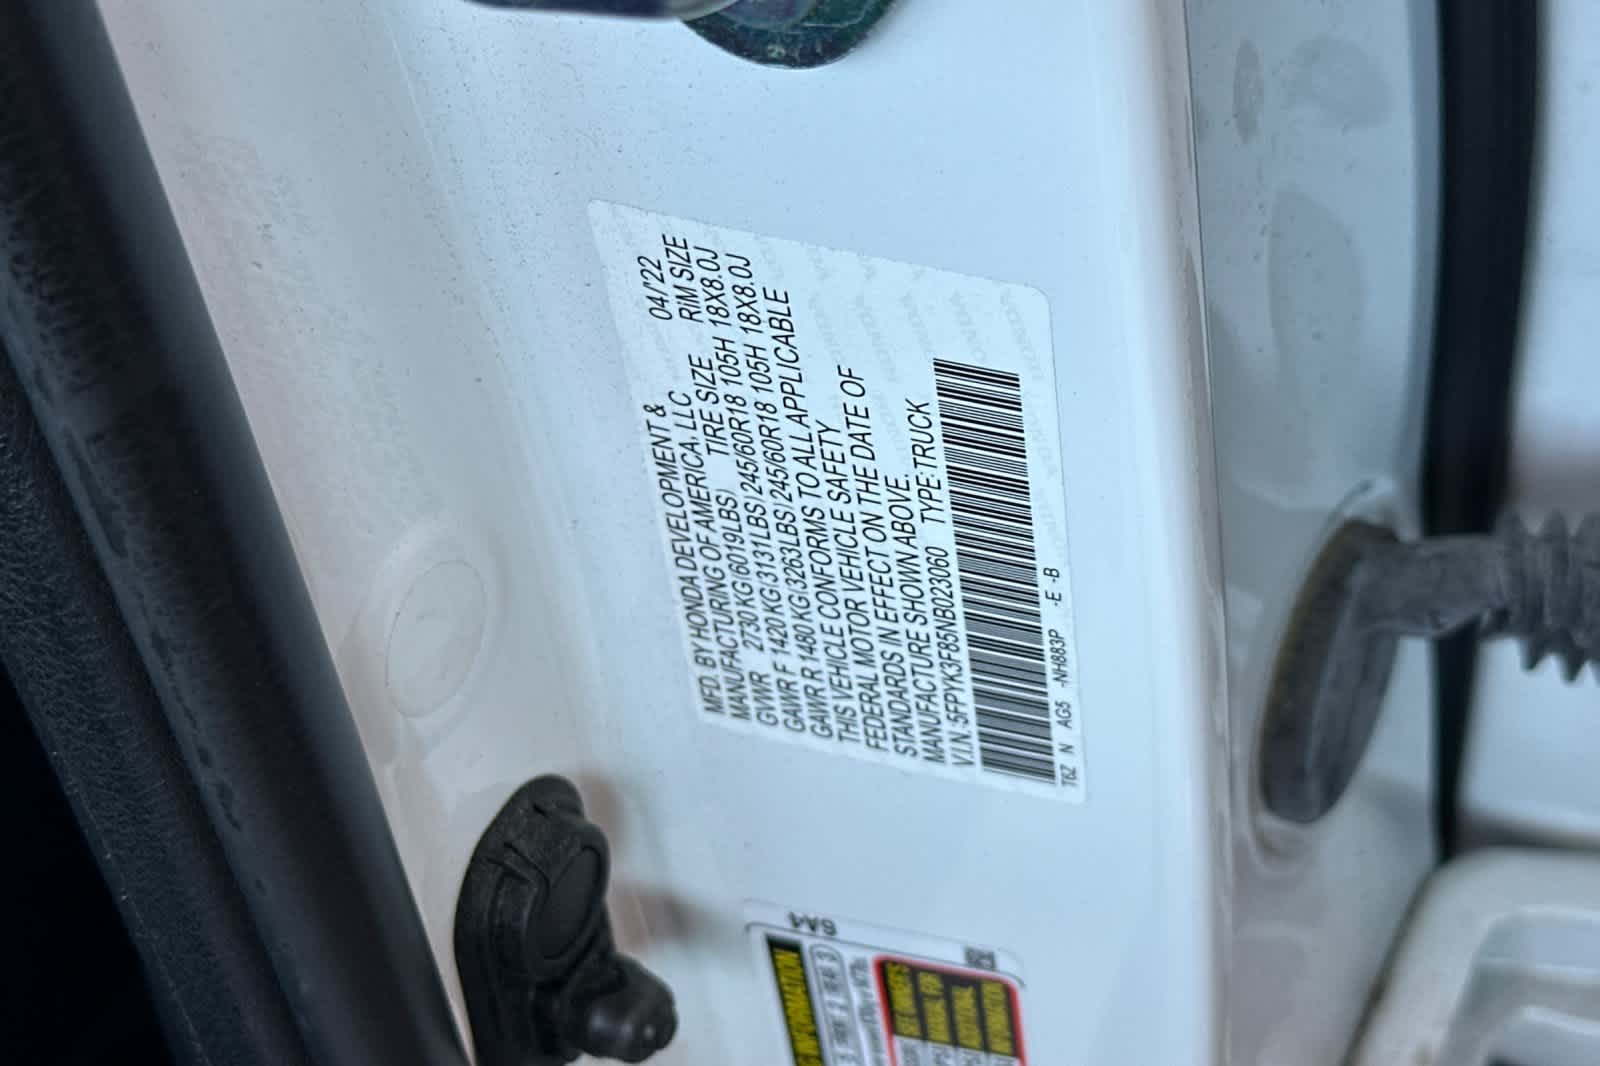 MFD. BY HONDA DEVELOPMENT & 04/'22
MANUFACTURING OF AMERICA, LLC
GVWR 2730 KG(6019LBS) TIRE SIZE RIM SIZE
GAWR F 1420 KG(3131LBS)245/60R18 105H 18X8.0J
GAWR R 1480 KG(3263LBS)245/60R18 105H 18X8.0J
THIS VEHICLE CONFORMS TO ALL APPLICABLE
FEDERAL MOTOR VEHICLE SAFETY
STANDARDS IN EFFECT ON THE DATE OF
MANUFACTURE SHOWN ABOVE.
V.I.N.:5FPYK3F85NB023060 TYPE:TRUCK
T6Z N AG5 -NH883P -E -B
INFORMATION
REAR 3